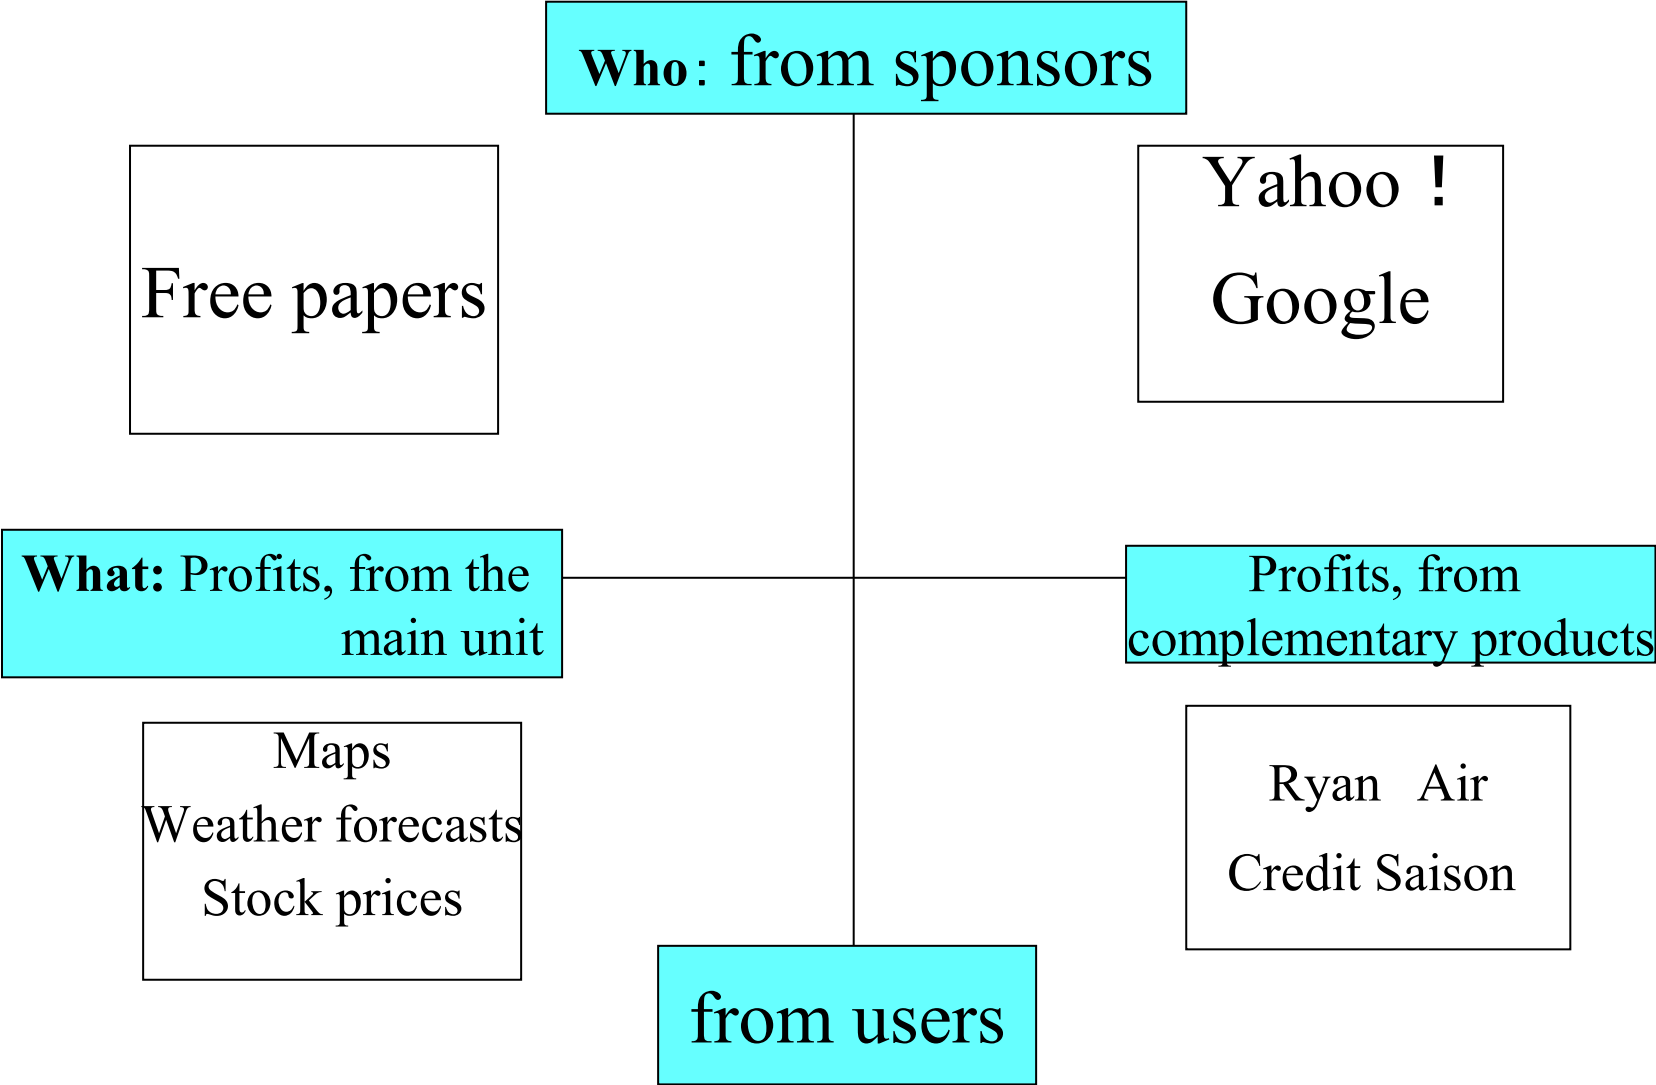 Who: from sponsors
Free papers
Yahoo！
Google
What: Profits, from the
main unit
Profits, from
complementary products
Maps
Weather forecasts
Stock prices
Ryan Air
Credit Saison
from users